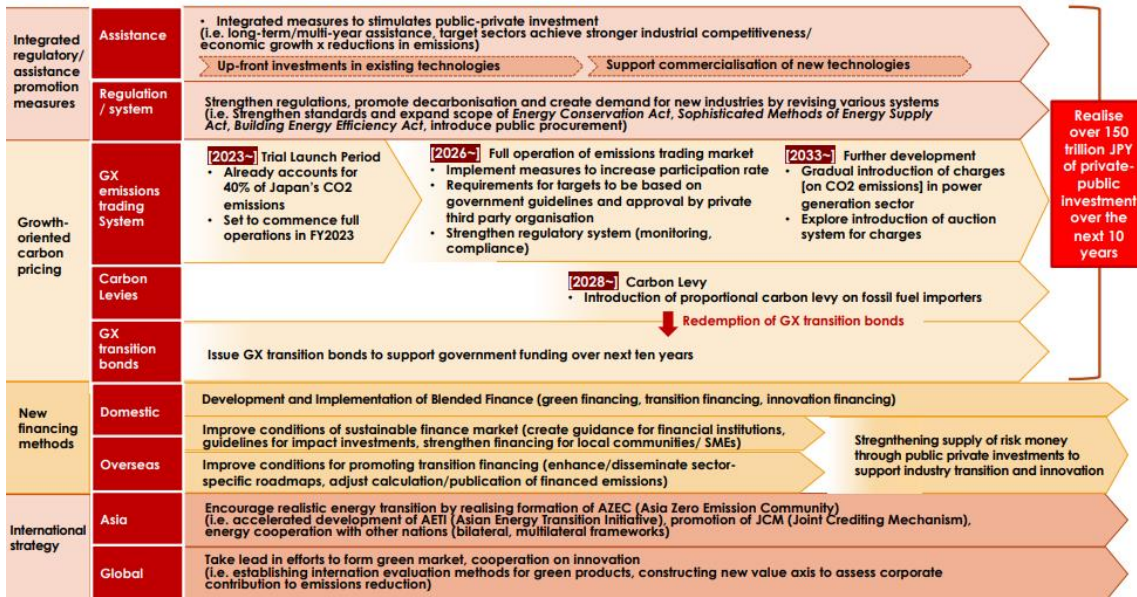 Integrated
regulatory/
assistance
promotion
measures
Assistance
• Integrated measures to stimulates public-private investment
(i.e. long-term/multi-year assistance, target sectors achieve stronger industrial competitiveness/
economic growth x reductions in emissions)
Up-front investments in existing technologies
Support commercialisation of new technologies
Regulation
/ system
Strengthen regulations, promote decarbonisation and create demand for new industries by revising various systems
(i.e. Strengthen standards and expand scope of Energy Conservation Act, Sophisticated Methods of Energy Supply
Act, Building Energy Efficiency Act, introduce public procurement)
Growth-
oriented
carbon
pricing
GX
emissions
trading
System
[2023~] Trial Launch Period
• Already accounts for
40% of Japan's CO2
emissions
• Set to commence full
operations in FY2023
[2026~] Full operation of emissions trading market
• Implement measures to increase participation rate
• Requirements for targets to be based on
government guidelines and approval by private
third party organisation
• Strengthen regulatory system (monitoring,
compliance)
[2033~] Further development
• Gradual introduction of charges
[on CO2 emissions] in power
generation sector
• Explore introduction of auction
system for charges
Carbon
Levies
[2028~] Carbon Levy
• Introduction of proportional carbon levy on fossil fuel importers
Redemption of GX transition bonds
GX
transition
bonds
Issue GX transition bonds to support government funding over next ten years
Realise
over 150
trillion JPY
of private-
public
investment
over the
next 10
years
New
financing
methods
Domestic
Development and Implementation of Blended Finance (green financing, transition financing, innovation financing)
Improve conditions of sustainable finance market (create guidance for financial institutions,
guidelines for impact investments, strengthen financing for local communities/ SMEs)
Overseas
Improve conditions for promoting transition financing (enhance/disseminate sector-
specific roadmaps, adjust calculation/publication of financed emissions)
Stregnthening supply of risk money
through public private investments to
support industry transition and innovation
International
strategy
Asia
Encourage realistic energy transition by realising formation of AZEC (Asia Zero Emission Community)
(i.e. accelerated development of AETI (Asian Energy Transition Initiative), promotion of JCM (Joint Crediting Mechanism),
energy cooperation with other nations (bilateral, multilateral frameworks)
Global
Take lead in efforts to form green market, cooperation on innovation
(i.e. establishing internation evaluation methods for green products, constructing new value axis to assess corporate
contribution to emissions reduction)